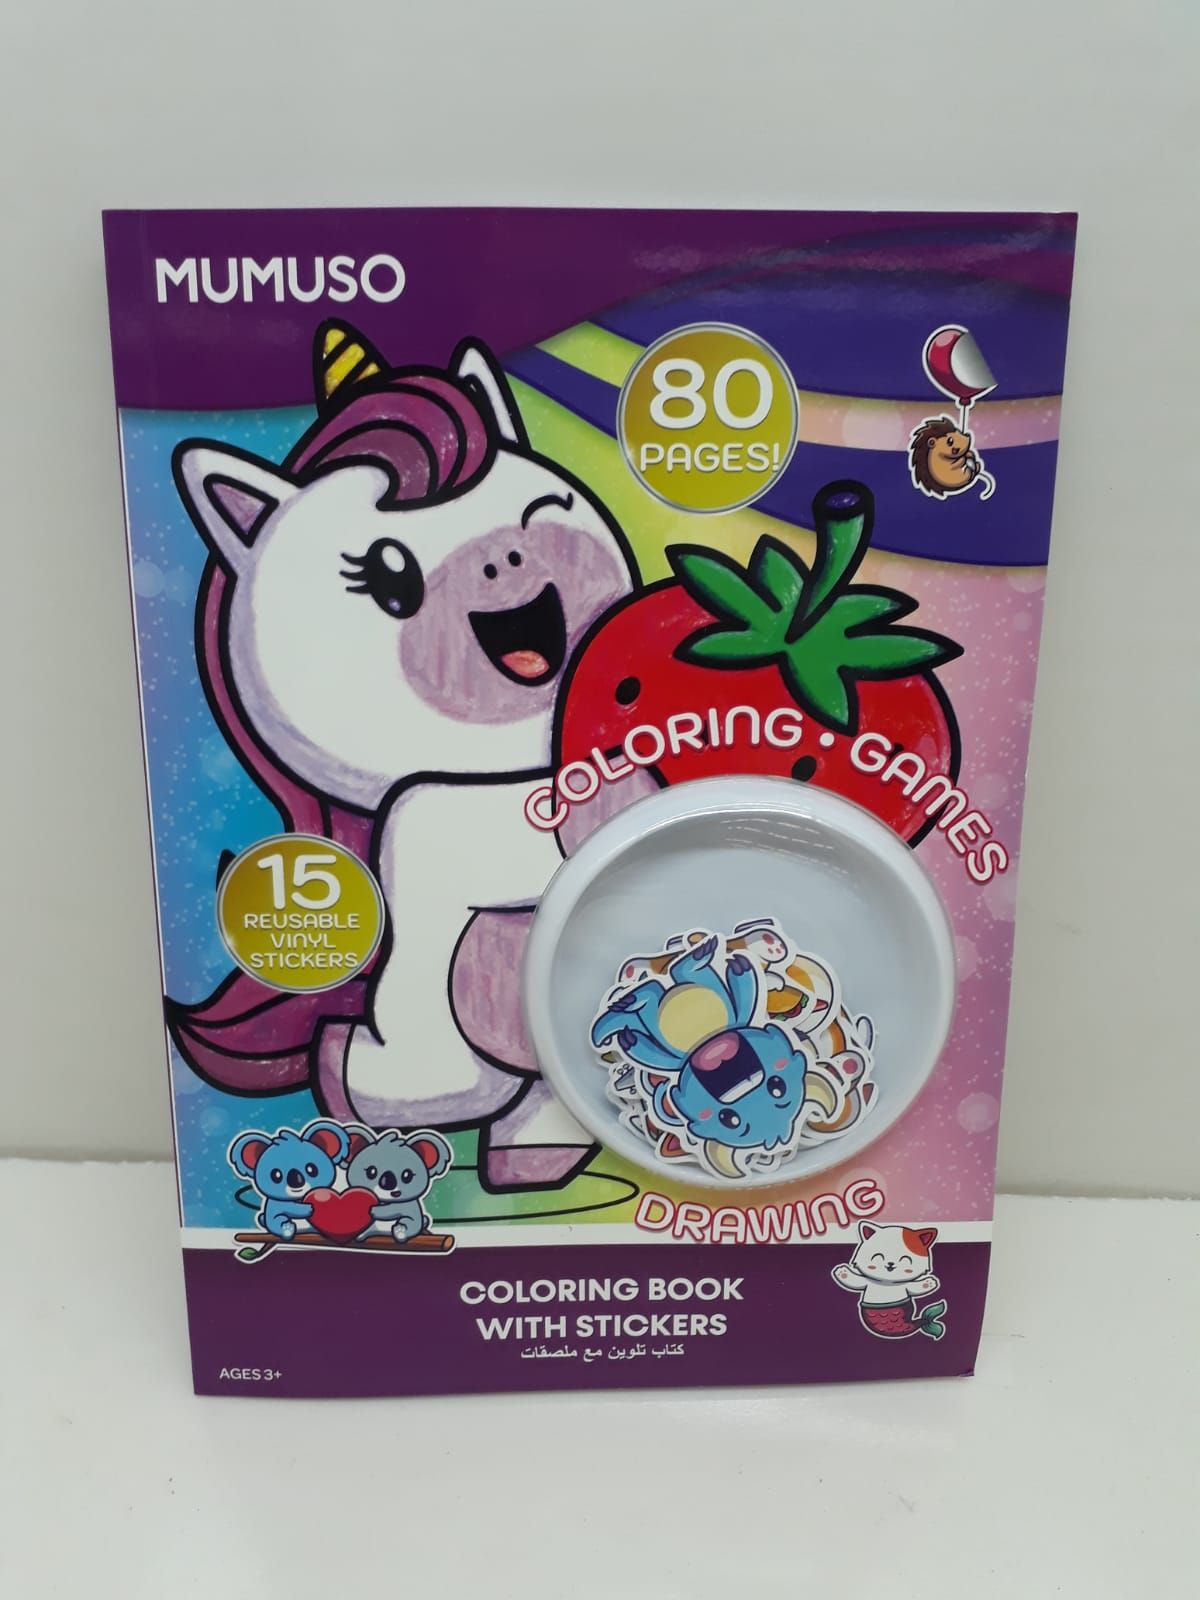 MUMUSO
80
PAGES!
COLORING • GAMES
15
REUSABLE
VINYL
STICKERS
DRAWING
COLORING BOOK
WITH STICKERS
كتاب تلوين مع ملصقات
AGES 3+